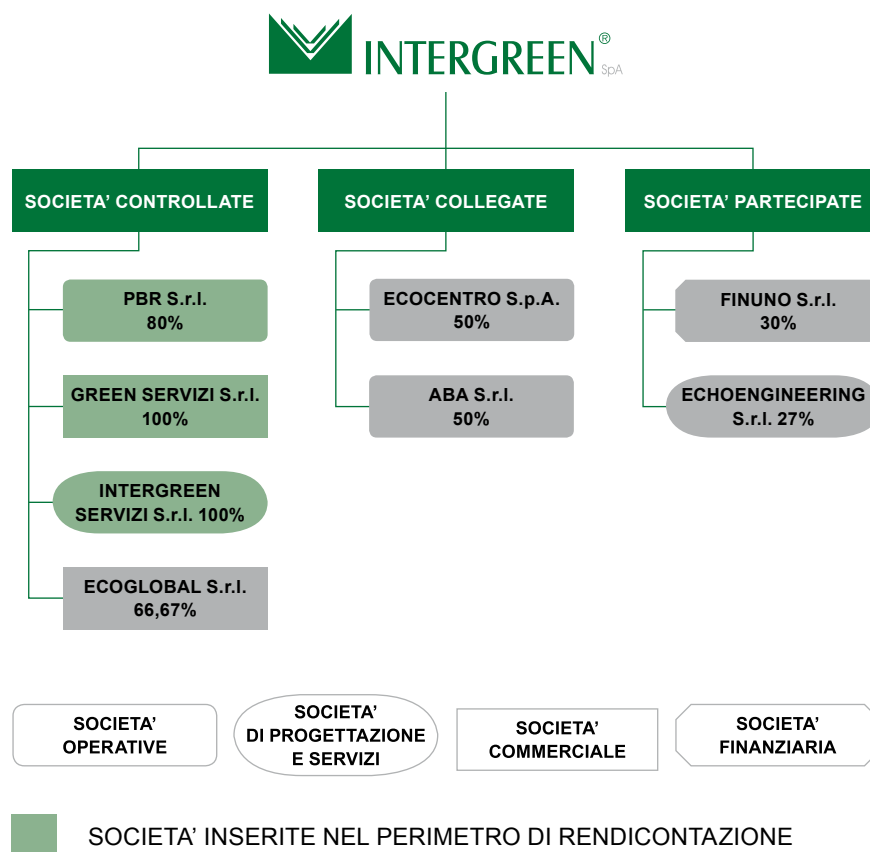 INTERGREEN® SpA
SOCIETA’ CONTROLLATE
SOCIETA’ COLLEGATE
SOCIETA’ PARTECIPATE
PBR S.r.l.
80%
GREEN SERVIZI S.r.l.
100%
INTERGREEN
SERVIZI S.r.l. 100%
ECOGLOBAL S.r.l.
66,67%
ECOCENTRO S.p.A.
50%
ABA S.r.l.
50%
FINUNO S.r.l.
30%
ECHOENGINEERING
S.r.l. 27%
SOCIETA’
OPERATIVE
SOCIETA’
DI PROGETTAZIONE
E SERVIZI
SOCIETA’
COMMERCIALE
SOCIETA’
FINANZIARIA
SOCIETA’ INSERITE NEL PERIMETRO DI RENDICONTAZIONE